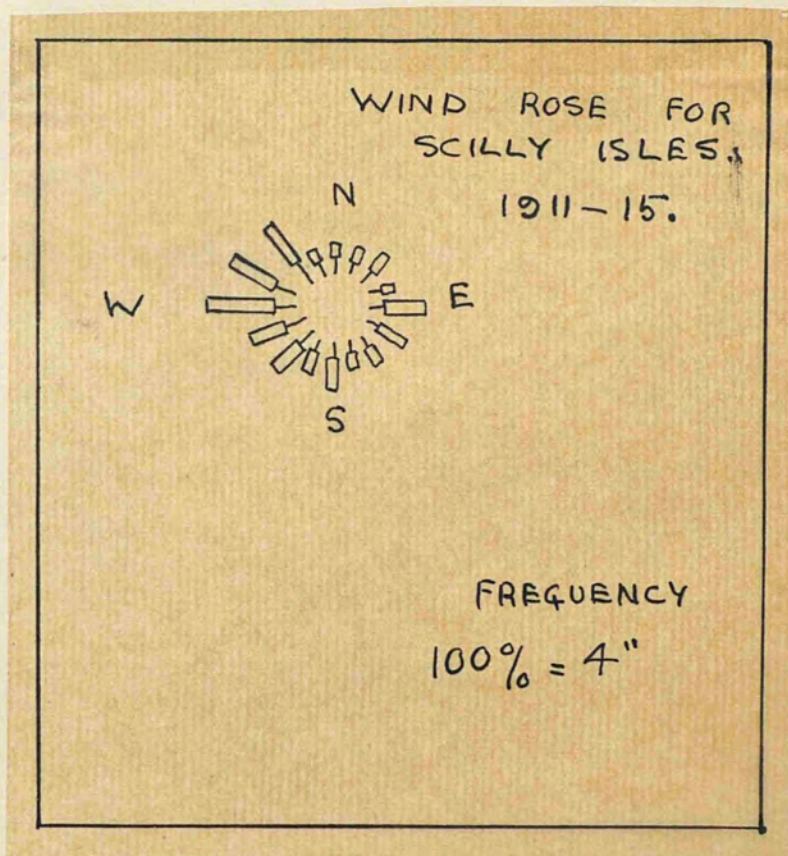 WIND ROSE FOR
SCILLY ISLES.
1911-15.
N
W
E
S
FREQUENCY
100% = 4"